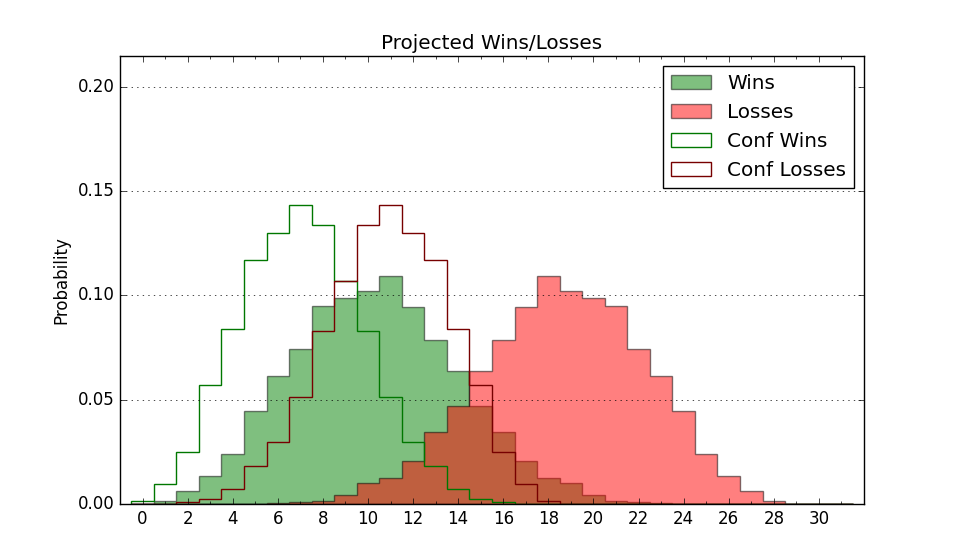 Projected Wins/Losses
0.20
0.15
0.10
0.05
0.00
Probability
Wins
Losses
Conf Wins
Conf Losses
0 2 4 6 8 10 12 14 16 18 20 22 24 26 28 30